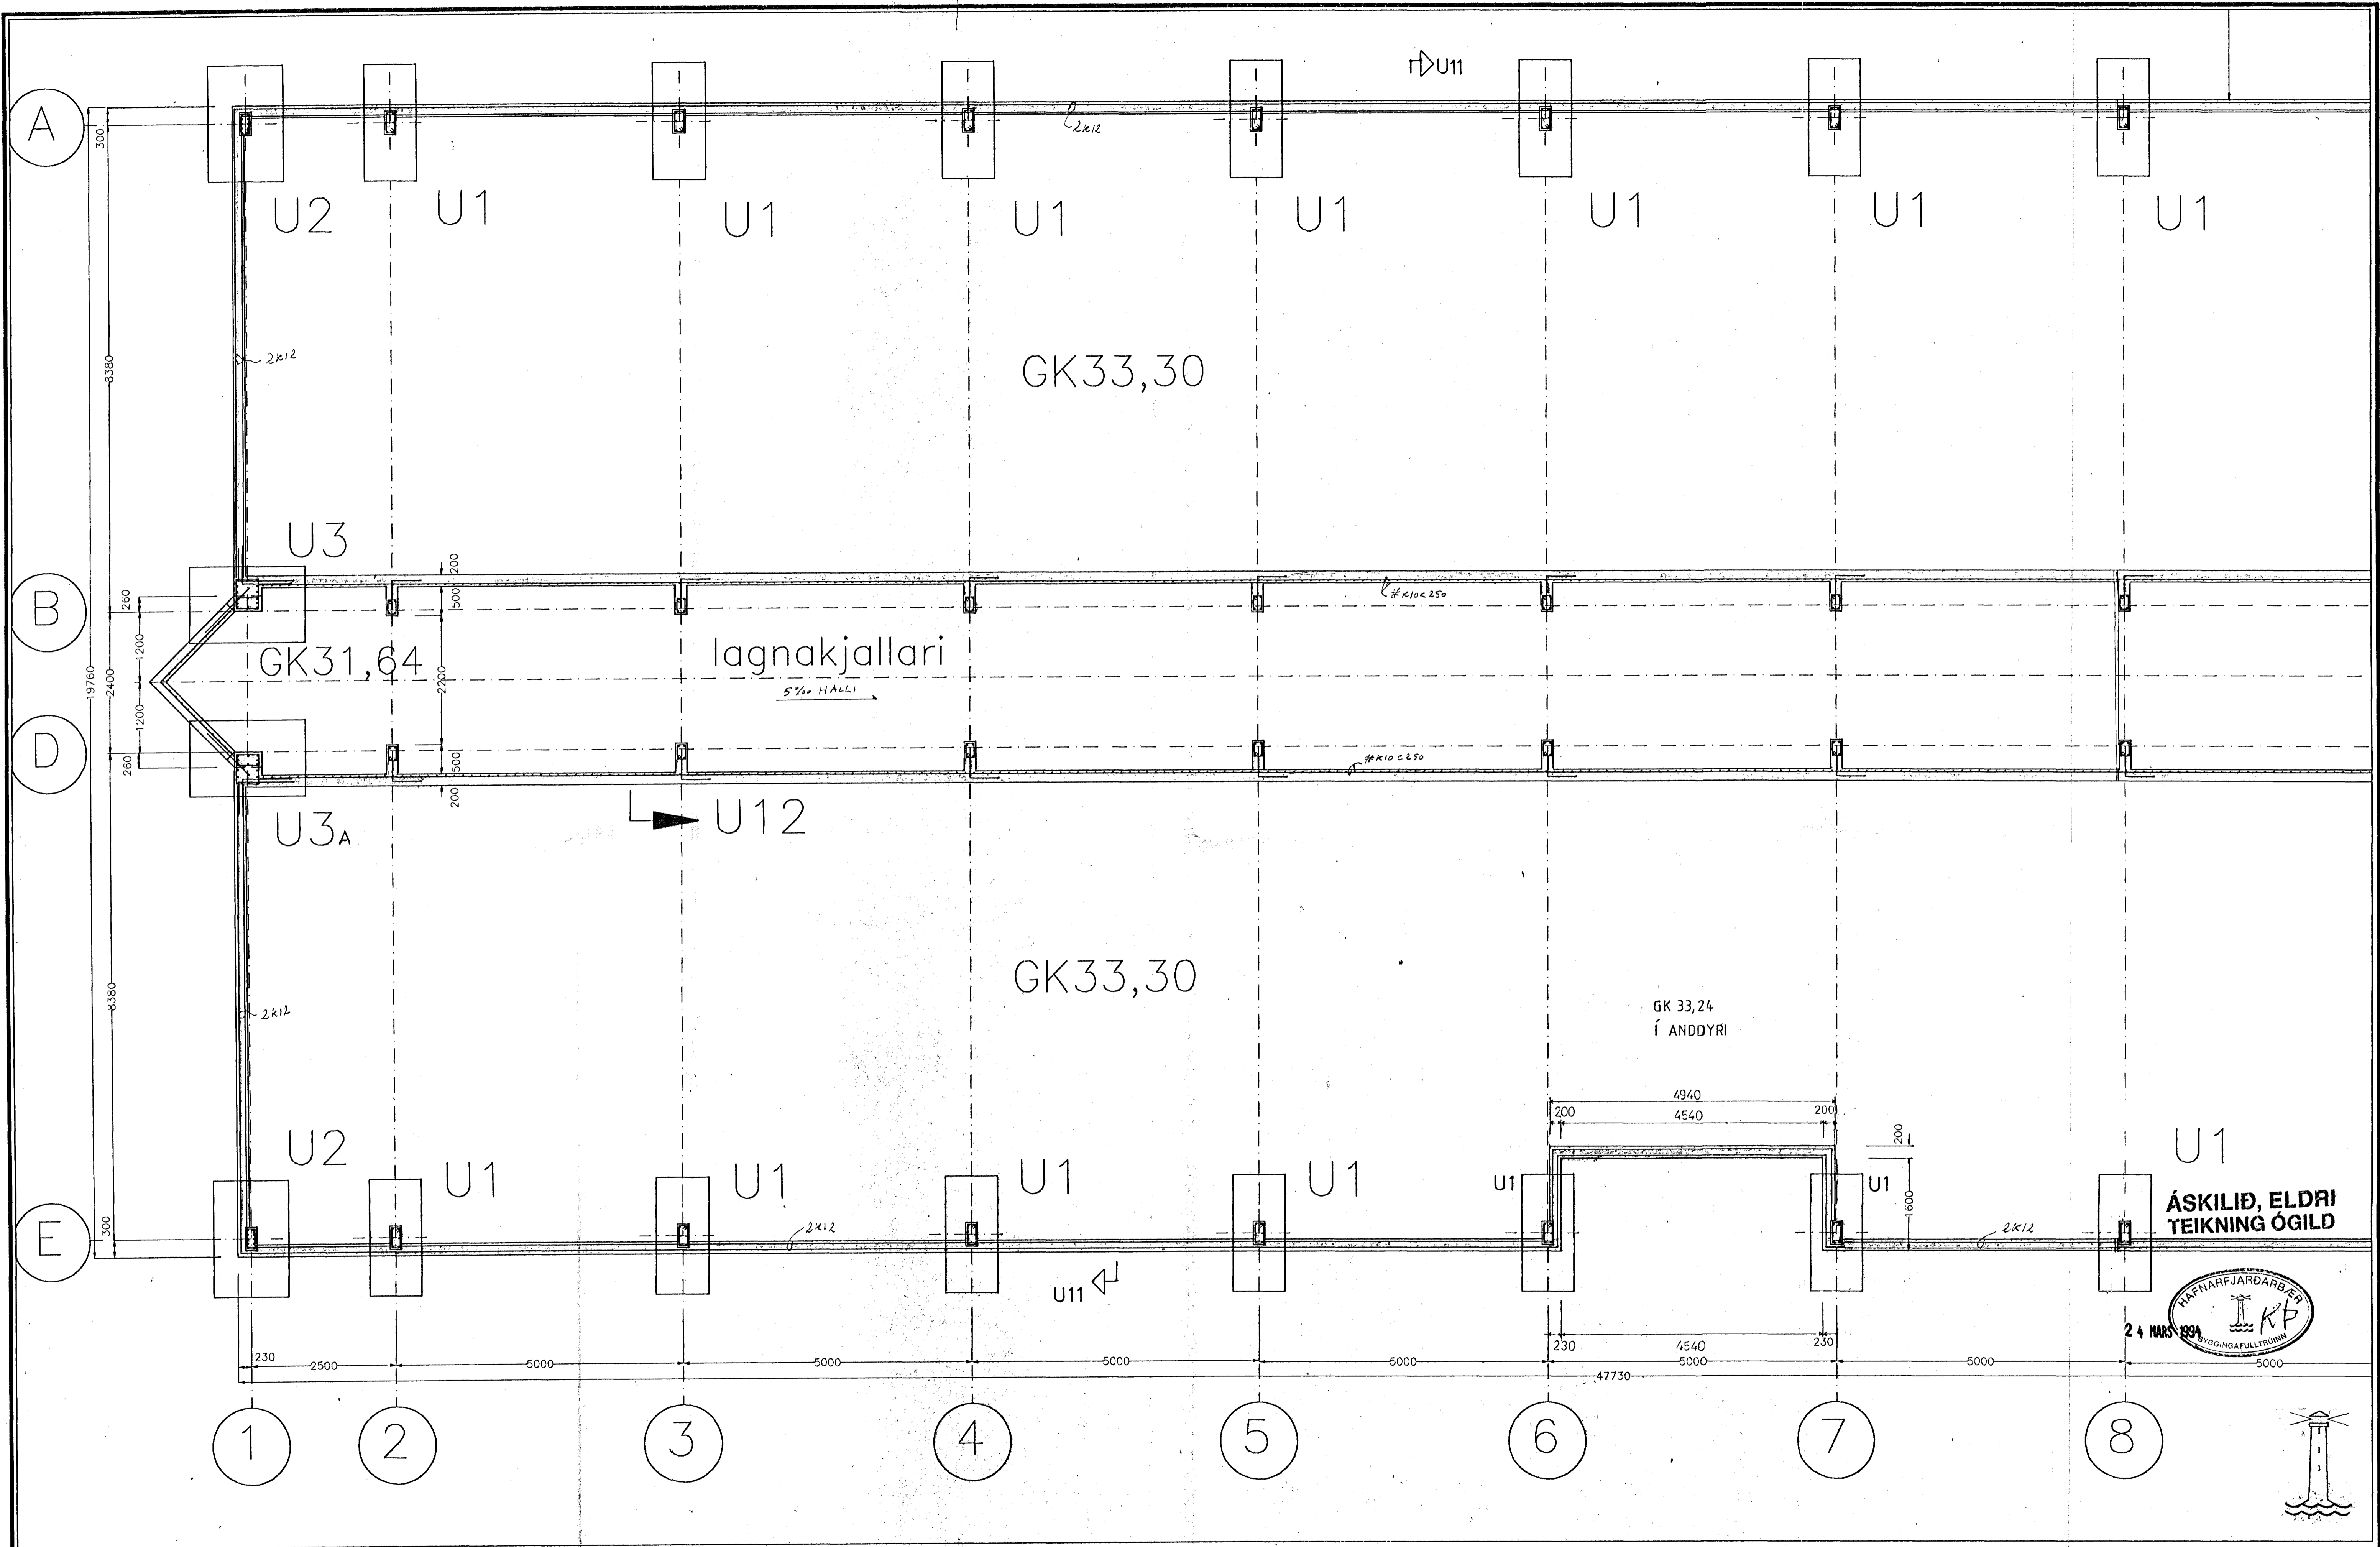 U11
A
300
2K12
U2
U1
U1
U1
U1
U1
U1
U1
8380
2K12
GK33,30
U3
200
B
260
500
#K10C250
1200
GK31,64
lagnakjallari
5‰ HALLI
19760
2400
2200
1200
D
260
500
#K10C250
200
U3A
U12
8380
GK33,30
2K12
GK 33,24
Í ANDDYRI
4940
200
4540
200
200
U2
U1
U1
U1
U1
U1
U1
U1
1600
ÁSKILIÐ, ELDRI
TEIKNING ÓGILD
E
300
2K12
2K12
U11
HAFNARFJARÐARBÆR
KÞ
24 MARS 1994
BYGGINGAFULLTRÚINN
230
4540
230
230
2500
5000
5000
5000
5000
5000
5000
5000
47730
1
2
3
4
5
6
7
8